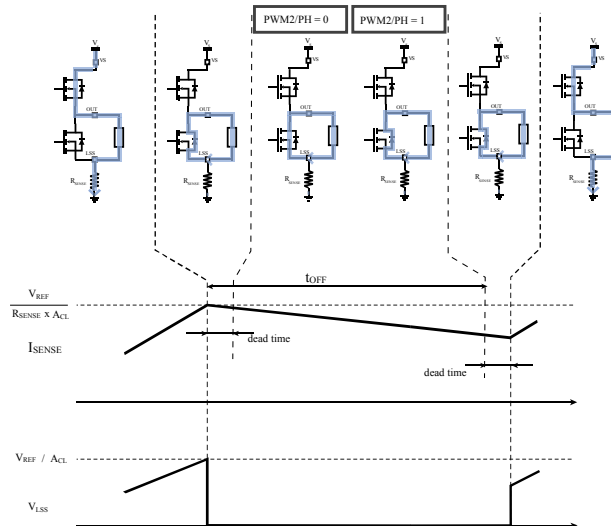 PWM2/PH = 0
PWM2/PH = 1
VS
OUT
LSS
RSENSE
VS
OUT
LSS
RSENSE
VS
OUT
LSS
RSENSE
VS
OUT
LSS
RSENSE
VS
OUT
LSS
RSENSE
VS
OUT
LSS
RSENSE
tOFF
VREF
RSENSE x ACL
ISENSE
dead time
dead time
VREF / ACL
VLSS